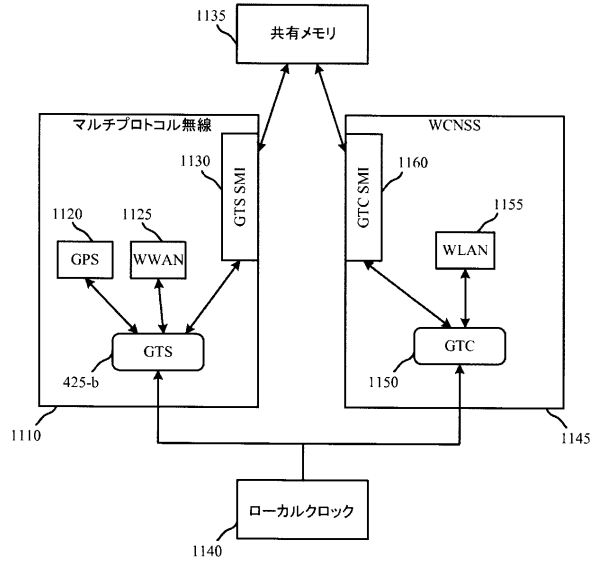 1135
共有メモリ
マルチプロトコル無線
WCNSS
1130
GTS SMI
GTC SMI
1160
1120
1125
1155
GPS
WWAN
WLAN
GTS
GTC
425-b
1150
1110
1145
ローカルクロック
1140